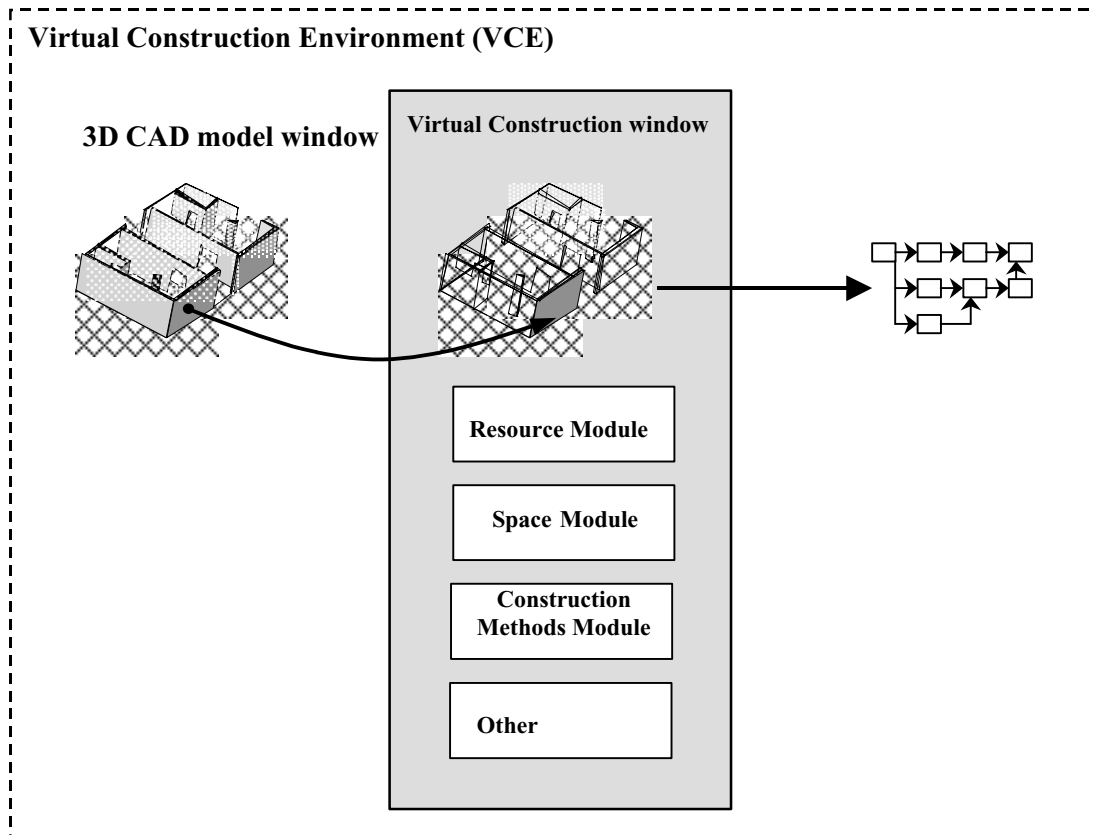 Virtual Construction Environment (VCE)
3D CAD model window
Virtual Construction window
Resource Module
Space Module
Construction
Methods Module
Other